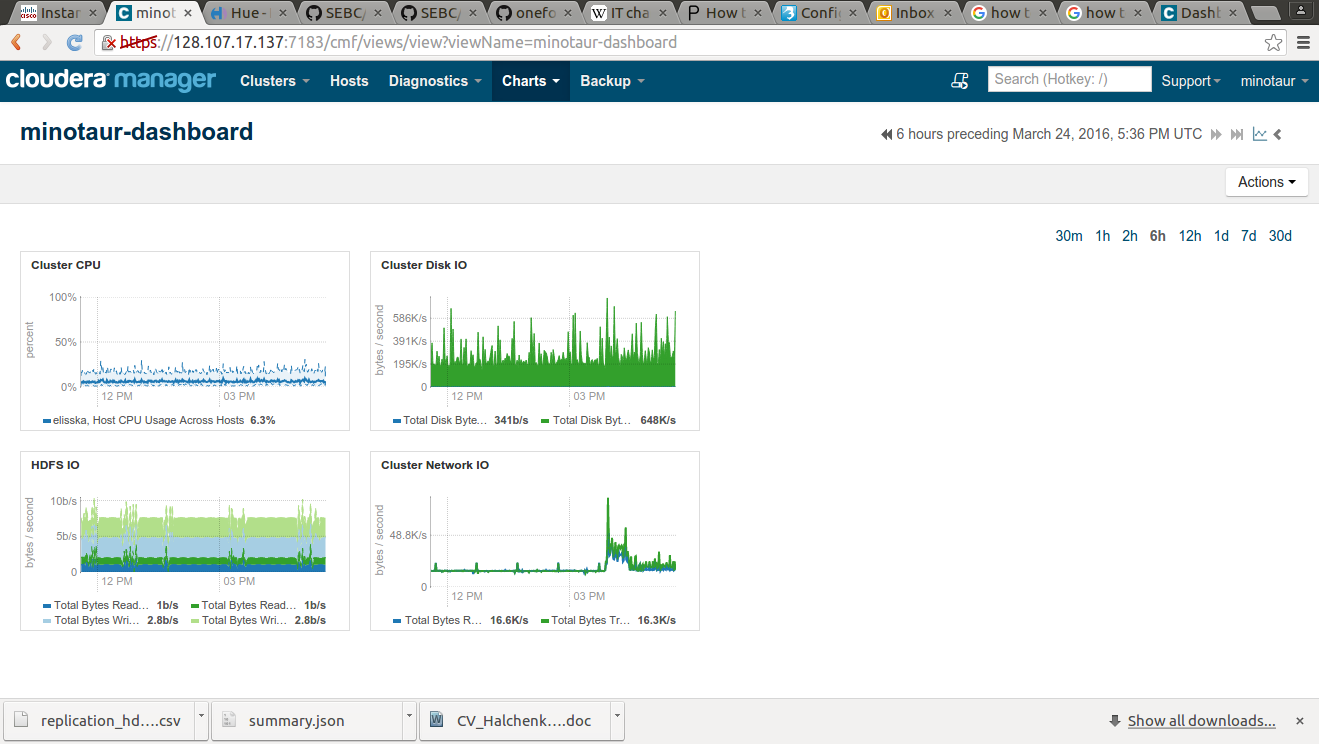 Instar minot Hue - SEBC/ SEBC/ onefo IT cha How t Confi Inbox how t how t Dashb
https://128.107.17.137:7183/cmf/views/view?viewName=minotaur-dashboard
cloudera manager Clusters Hosts Diagnostics Charts Backup Search (Hotkey: /) Support minotaur
minotaur-dashboard
6 hours preceding March 24, 2016, 5:36 PM UTC
Actions
30m 1h 2h 6h 12h 1d 7d 30d
Cluster CPU
percent
100%
50%
0%
12 PM 03 PM
elisska, Host CPU Usage Across Hosts 6.3%
Cluster Disk IO
bytes / second
586K/s
391K/s
195K/s
0
12 PM 03 PM
Total Disk Byte... 341b/s Total Disk Byt... 648K/s
HDFS IO
bytes / second
10b/s
5b/s
0
12 PM 03 PM
Total Bytes Read... 1b/s Total Bytes Read... 1b/s
Total Bytes Wri... 2.8b/s Total Bytes Wri... 2.8b/s
Cluster Network IO
bytes / second
48.8K/s
0
12 PM 03 PM
Total Bytes R... 16.6K/s Total Bytes Tr... 16.3K/s
replication_hd....csv summary.json CV_Halchenk....doc Show all downloads...